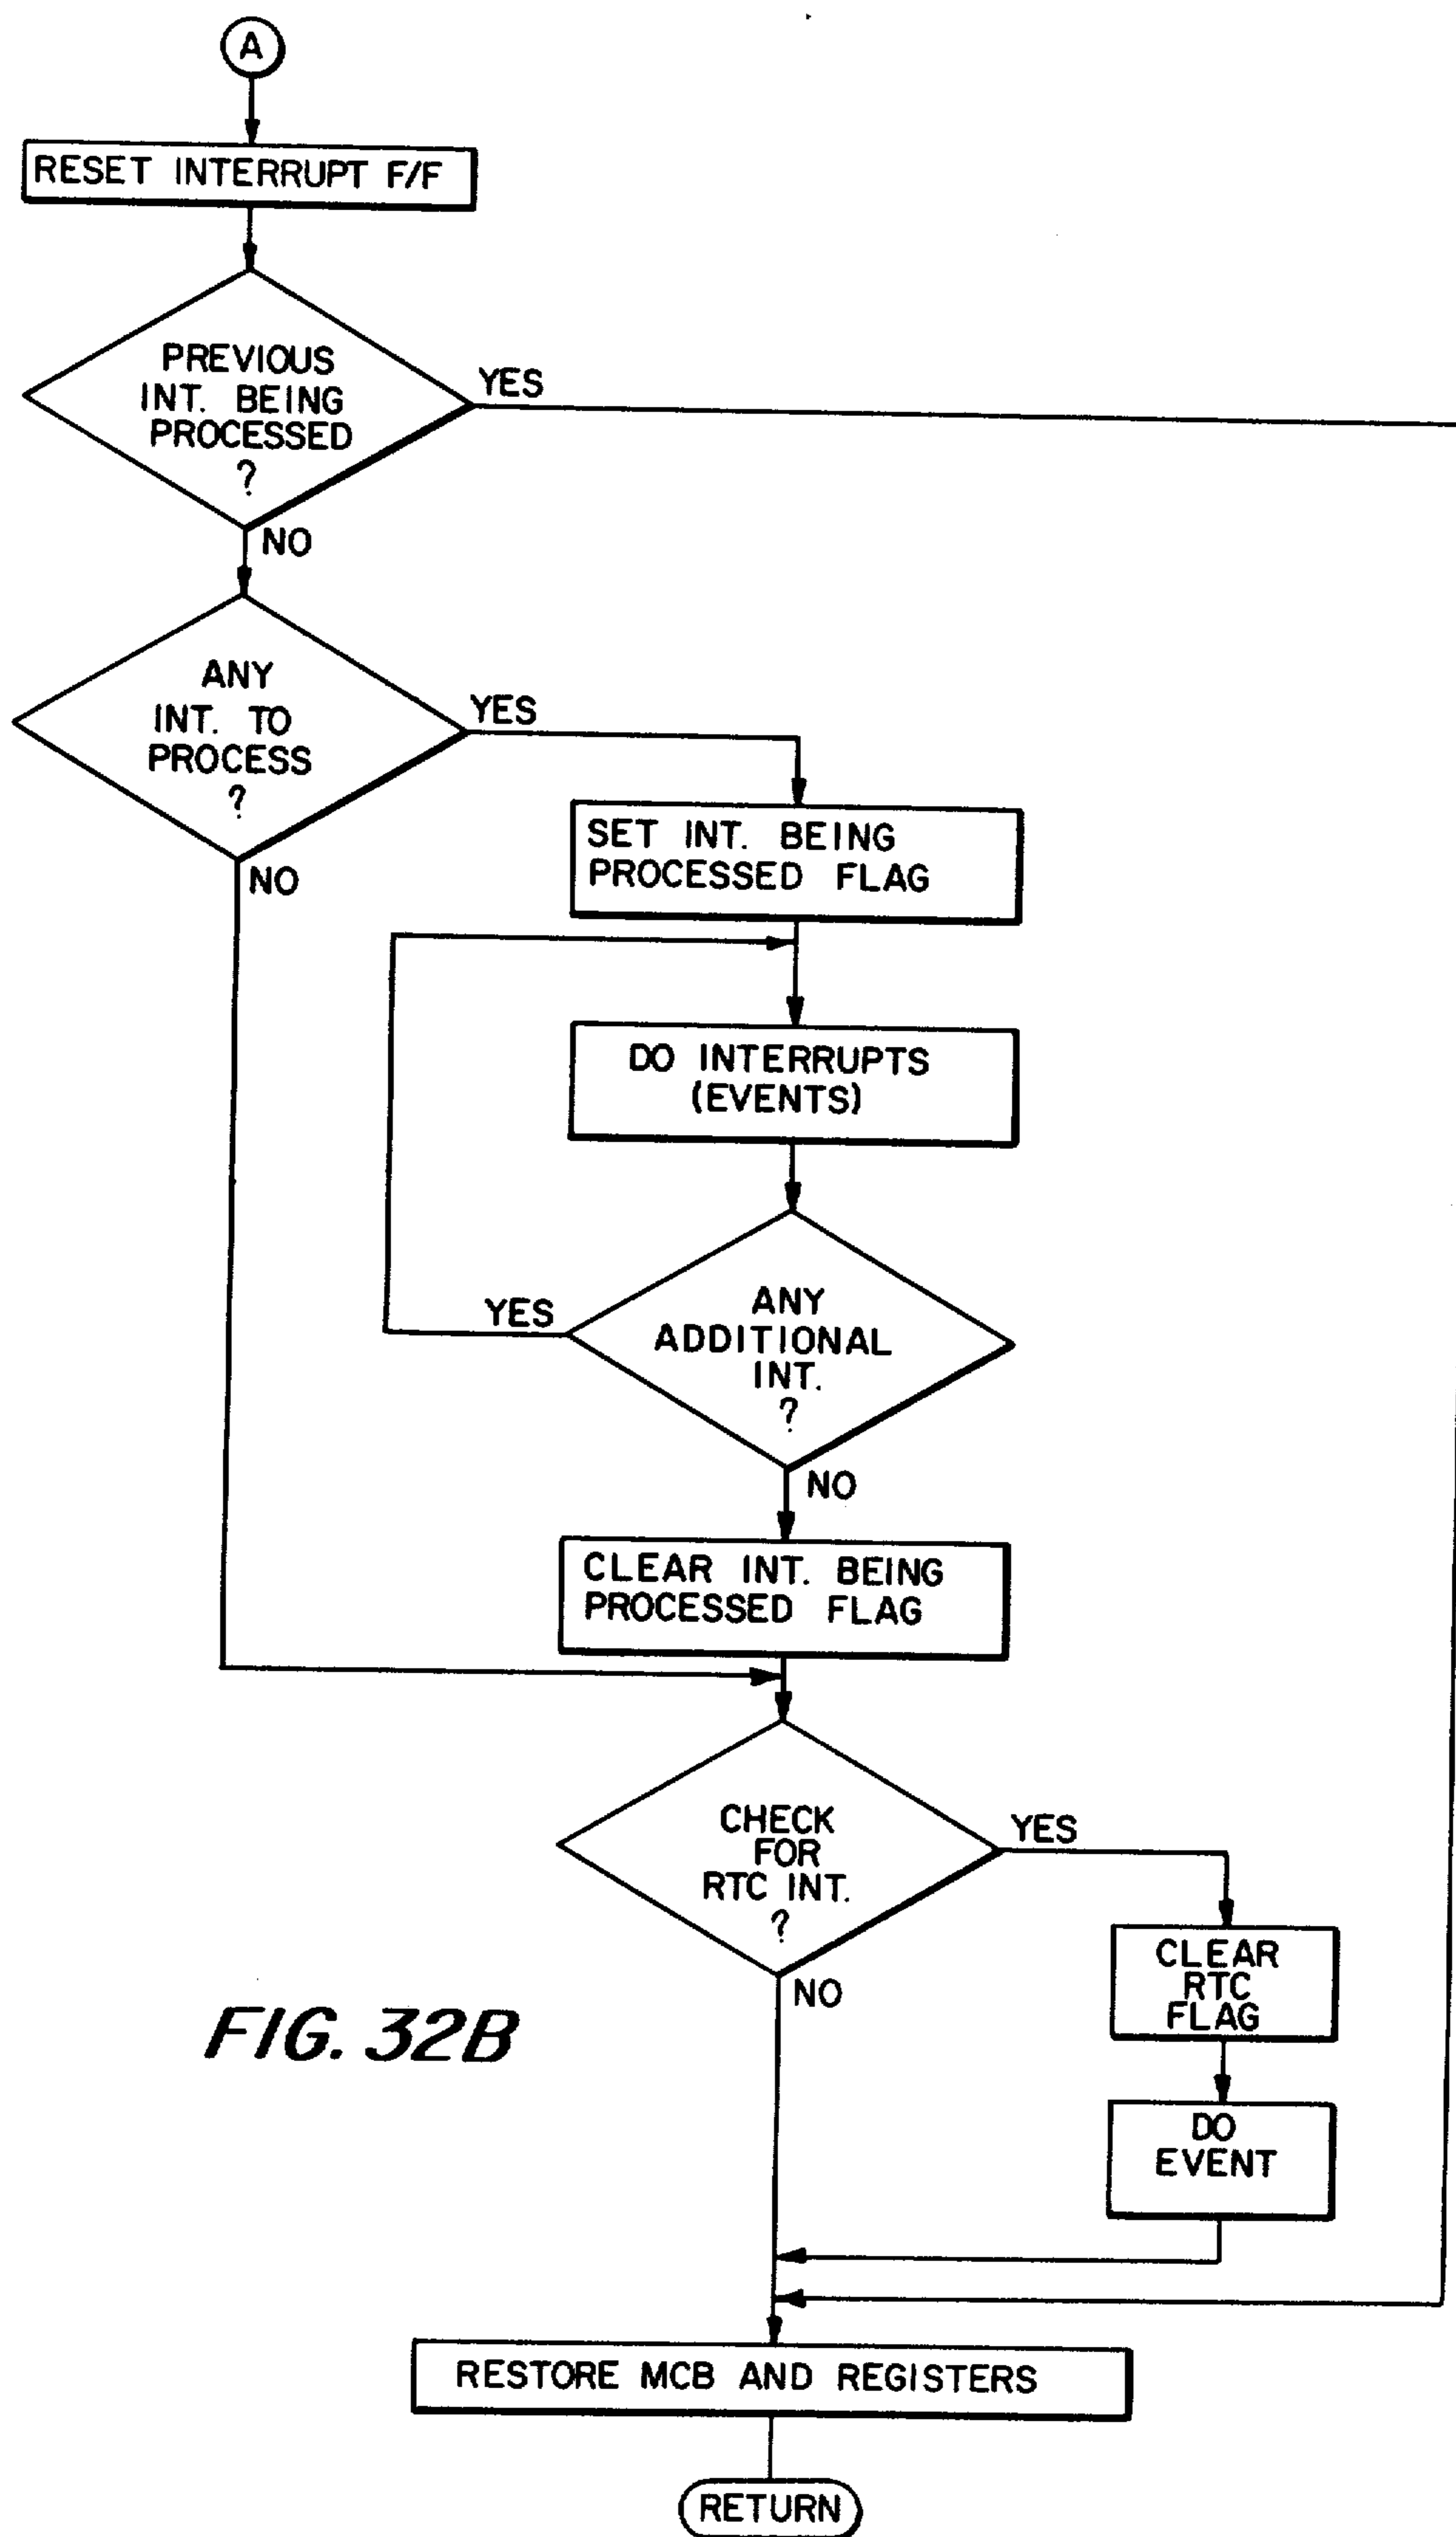 A
RESET INTERRUPT F/F
PREVIOUS
INT. BEING
PROCESSED
?
YES
NO
ANY
INT. TO
PROCESS
?
YES
NO
SET INT. BEING
PROCESSED FLAG
DO INTERRUPTS
(EVENTS)
ANY
ADDITIONAL
INT.
?
YES
NO
CLEAR INT. BEING
PROCESSED FLAG
CHECK
FOR
RTC INT.
?
YES
NO
CLEAR
RTC
FLAG
DO
EVENT
FIG. 32B
RESTORE MCB AND REGISTERS
RETURN